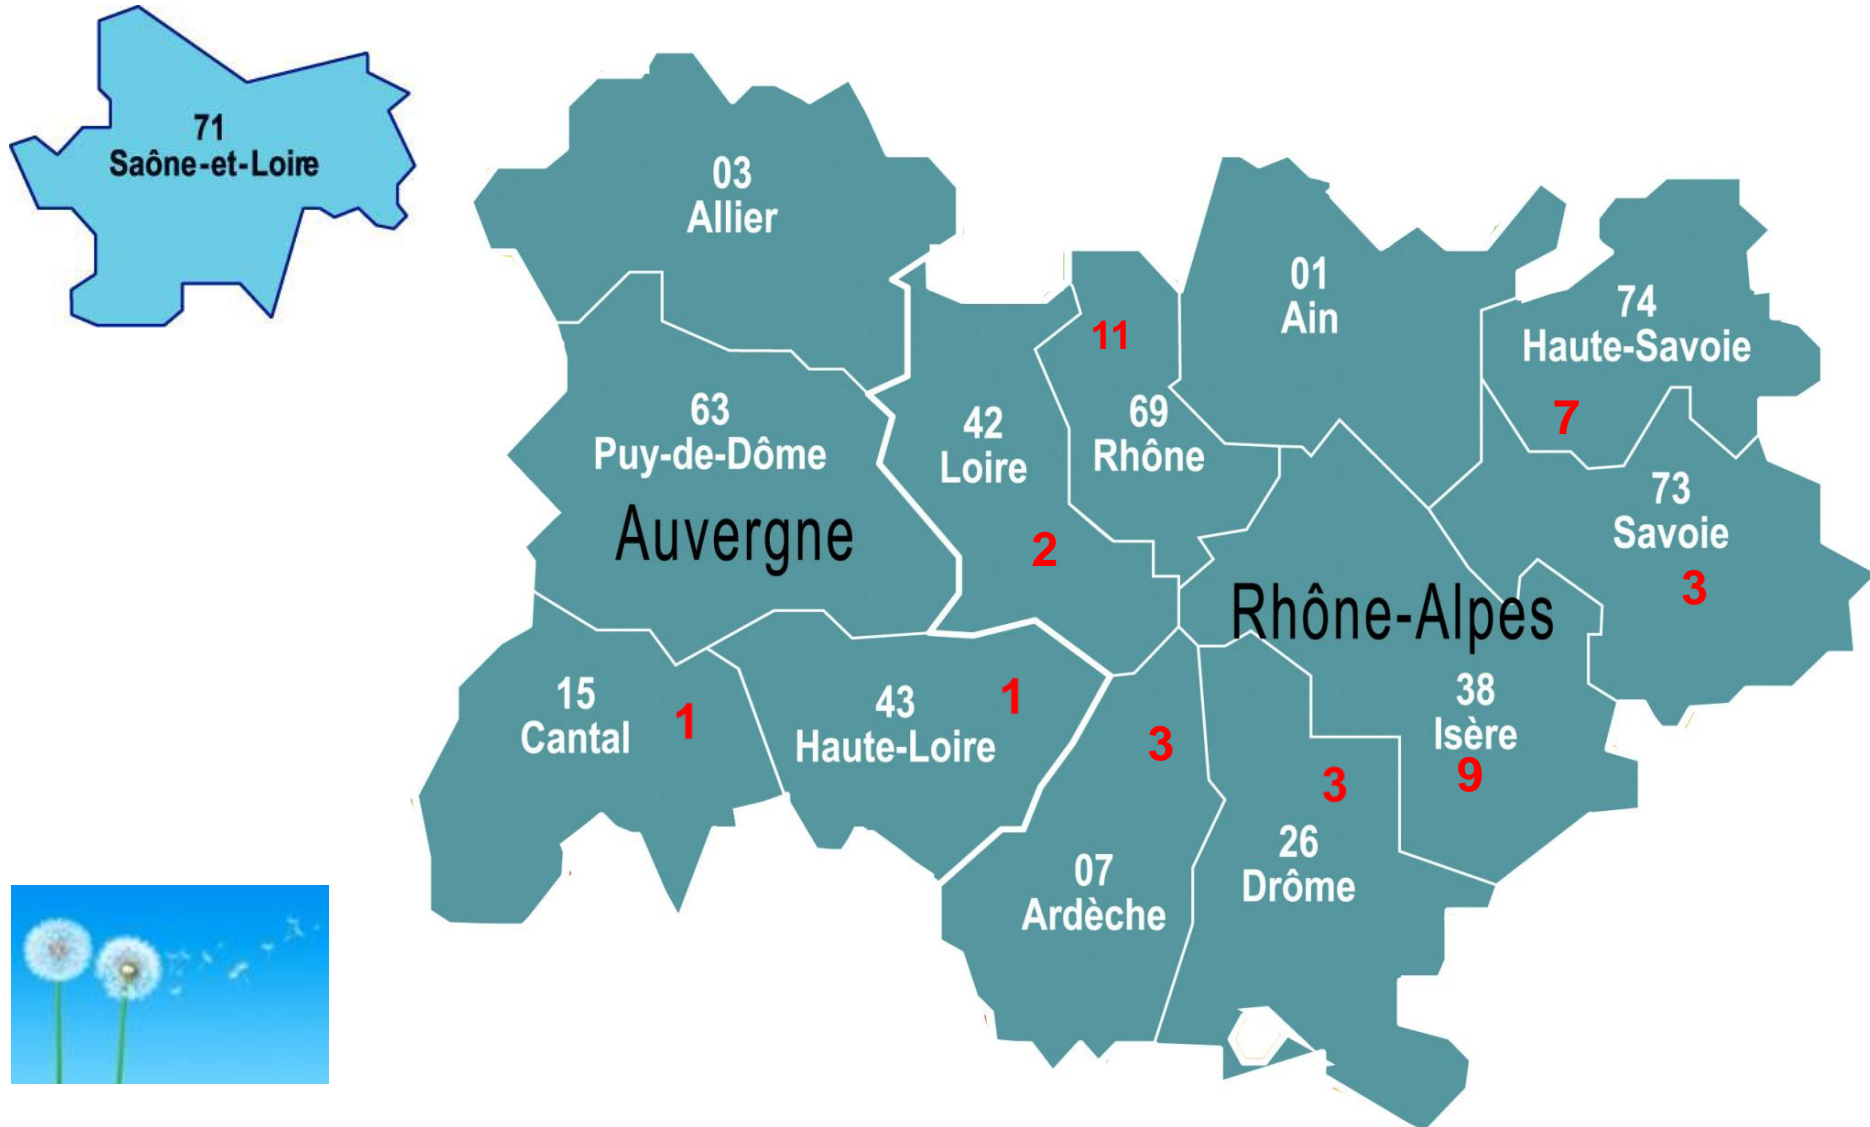 71
Saône-et-Loire
03
Allier
01
Ain
74
Haute-Savoie
7
11
69
Rhône
63
Puy-de-Dôme
42
Loire
2
73
Savoie
3
Auvergne
Rhône-Alpes
15
Cantal
1
43
Haute-Loire
1
3
38
Isère
9
3
26
Drôme
07
Ardèche